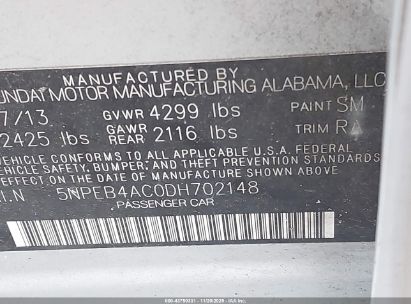 MANUFACTURED BY
UNDAI MOTOR MANUFACTURING ALABAMA, LLC
7/13 GVWR 4299 lbs PAINT SM
2425 lbs GAWR REAR 2116 lbs TRIM RA
VEHICLE CONFORMS TO ALL APPLICABLE U.S. FEDERAL
VEHICLE SAFETY, BUMPER, AND THEFT PREVENTION
STANDARDS IN EFFECT ON THE DATE OF MANUFACTURE SHOWN ABOVE.
I.N 5NPEB4AC0DH702148
PASSENGER CAR